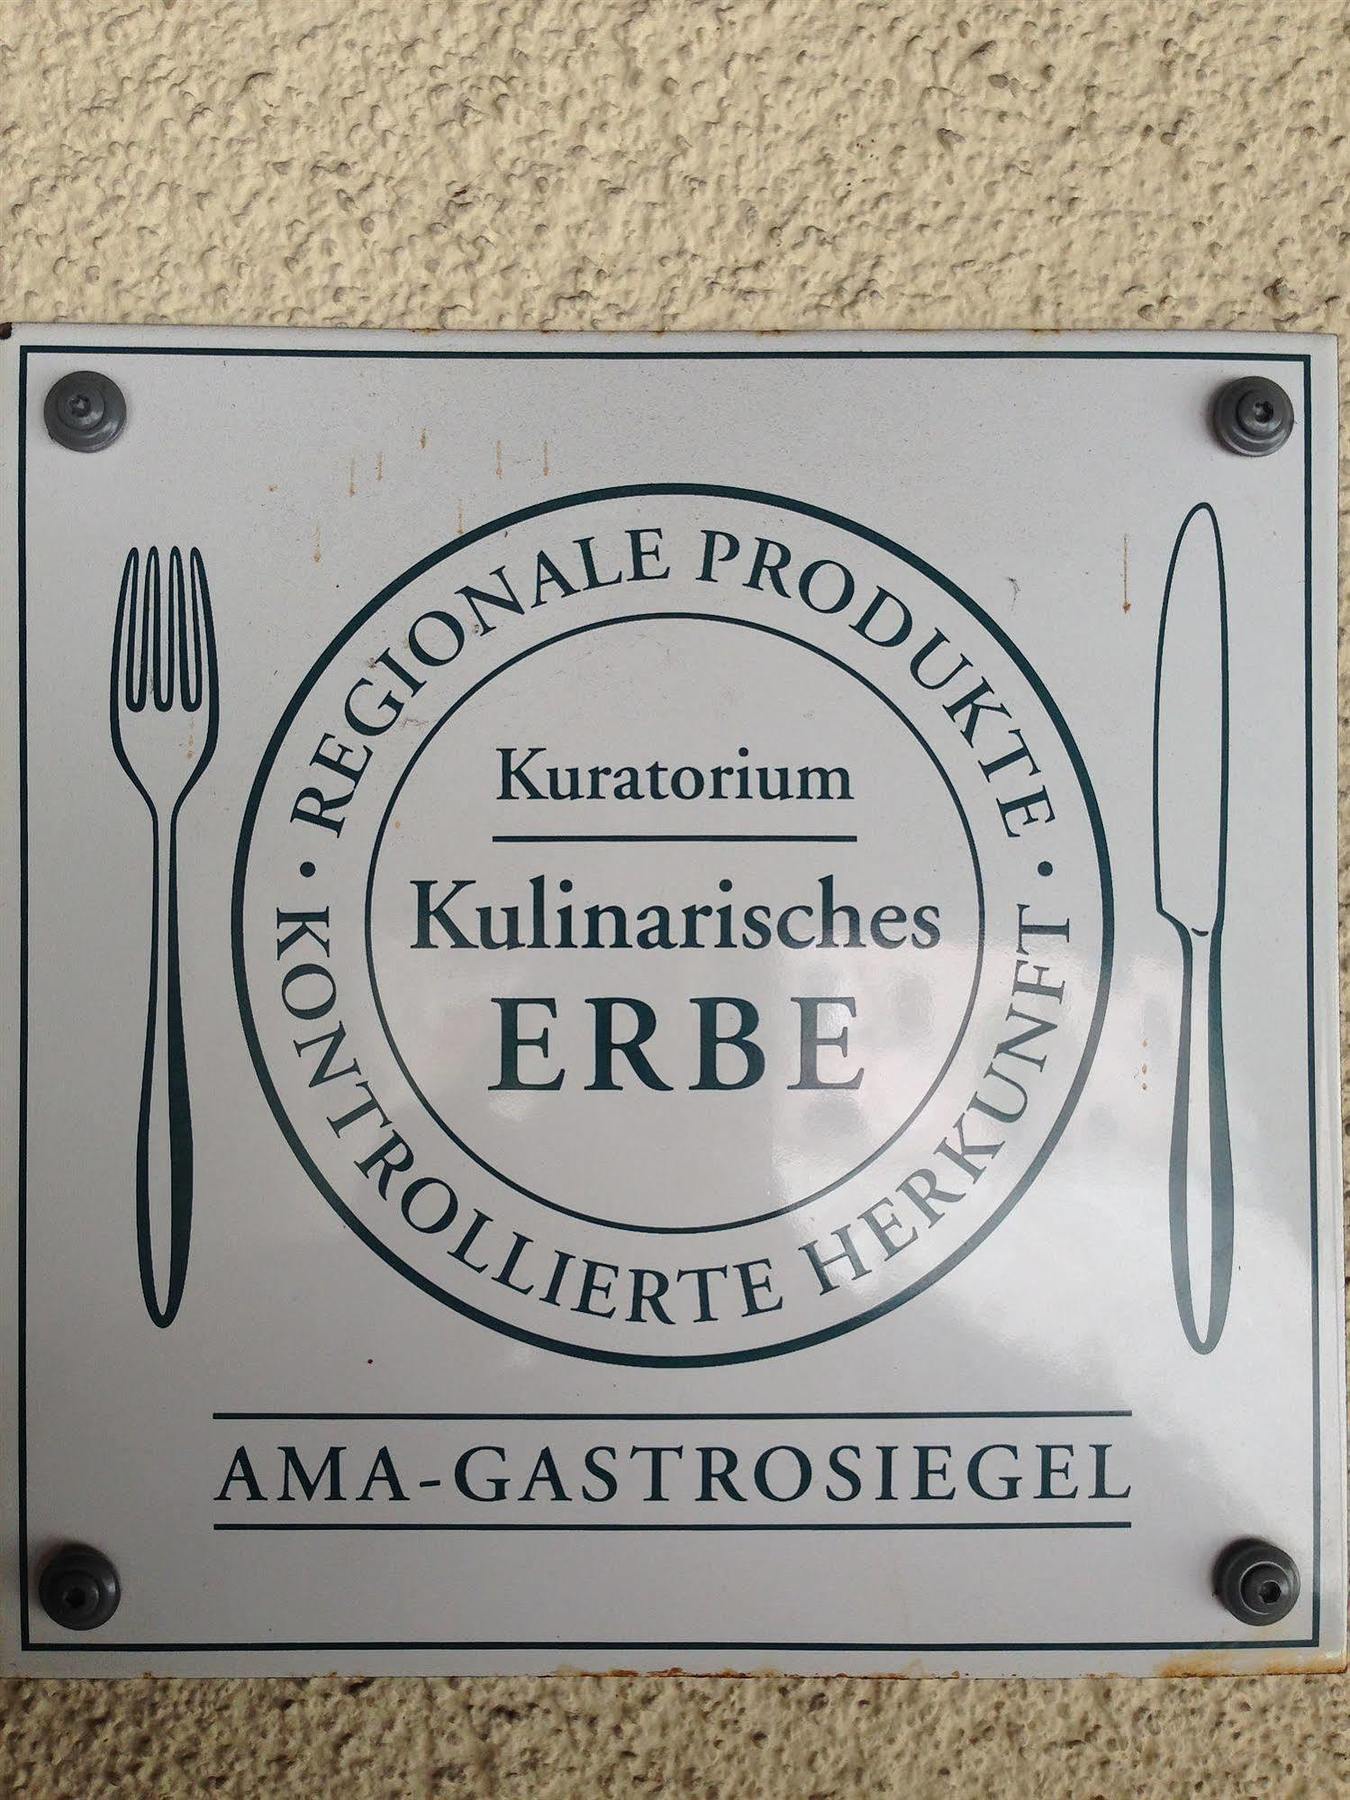 · REGIONALE PRODUKTE ·
Kuratorium
Kulinarisches
ERBE
KONTROLLIERTE HERKUNFT
AMA-GASTROSIEGEL